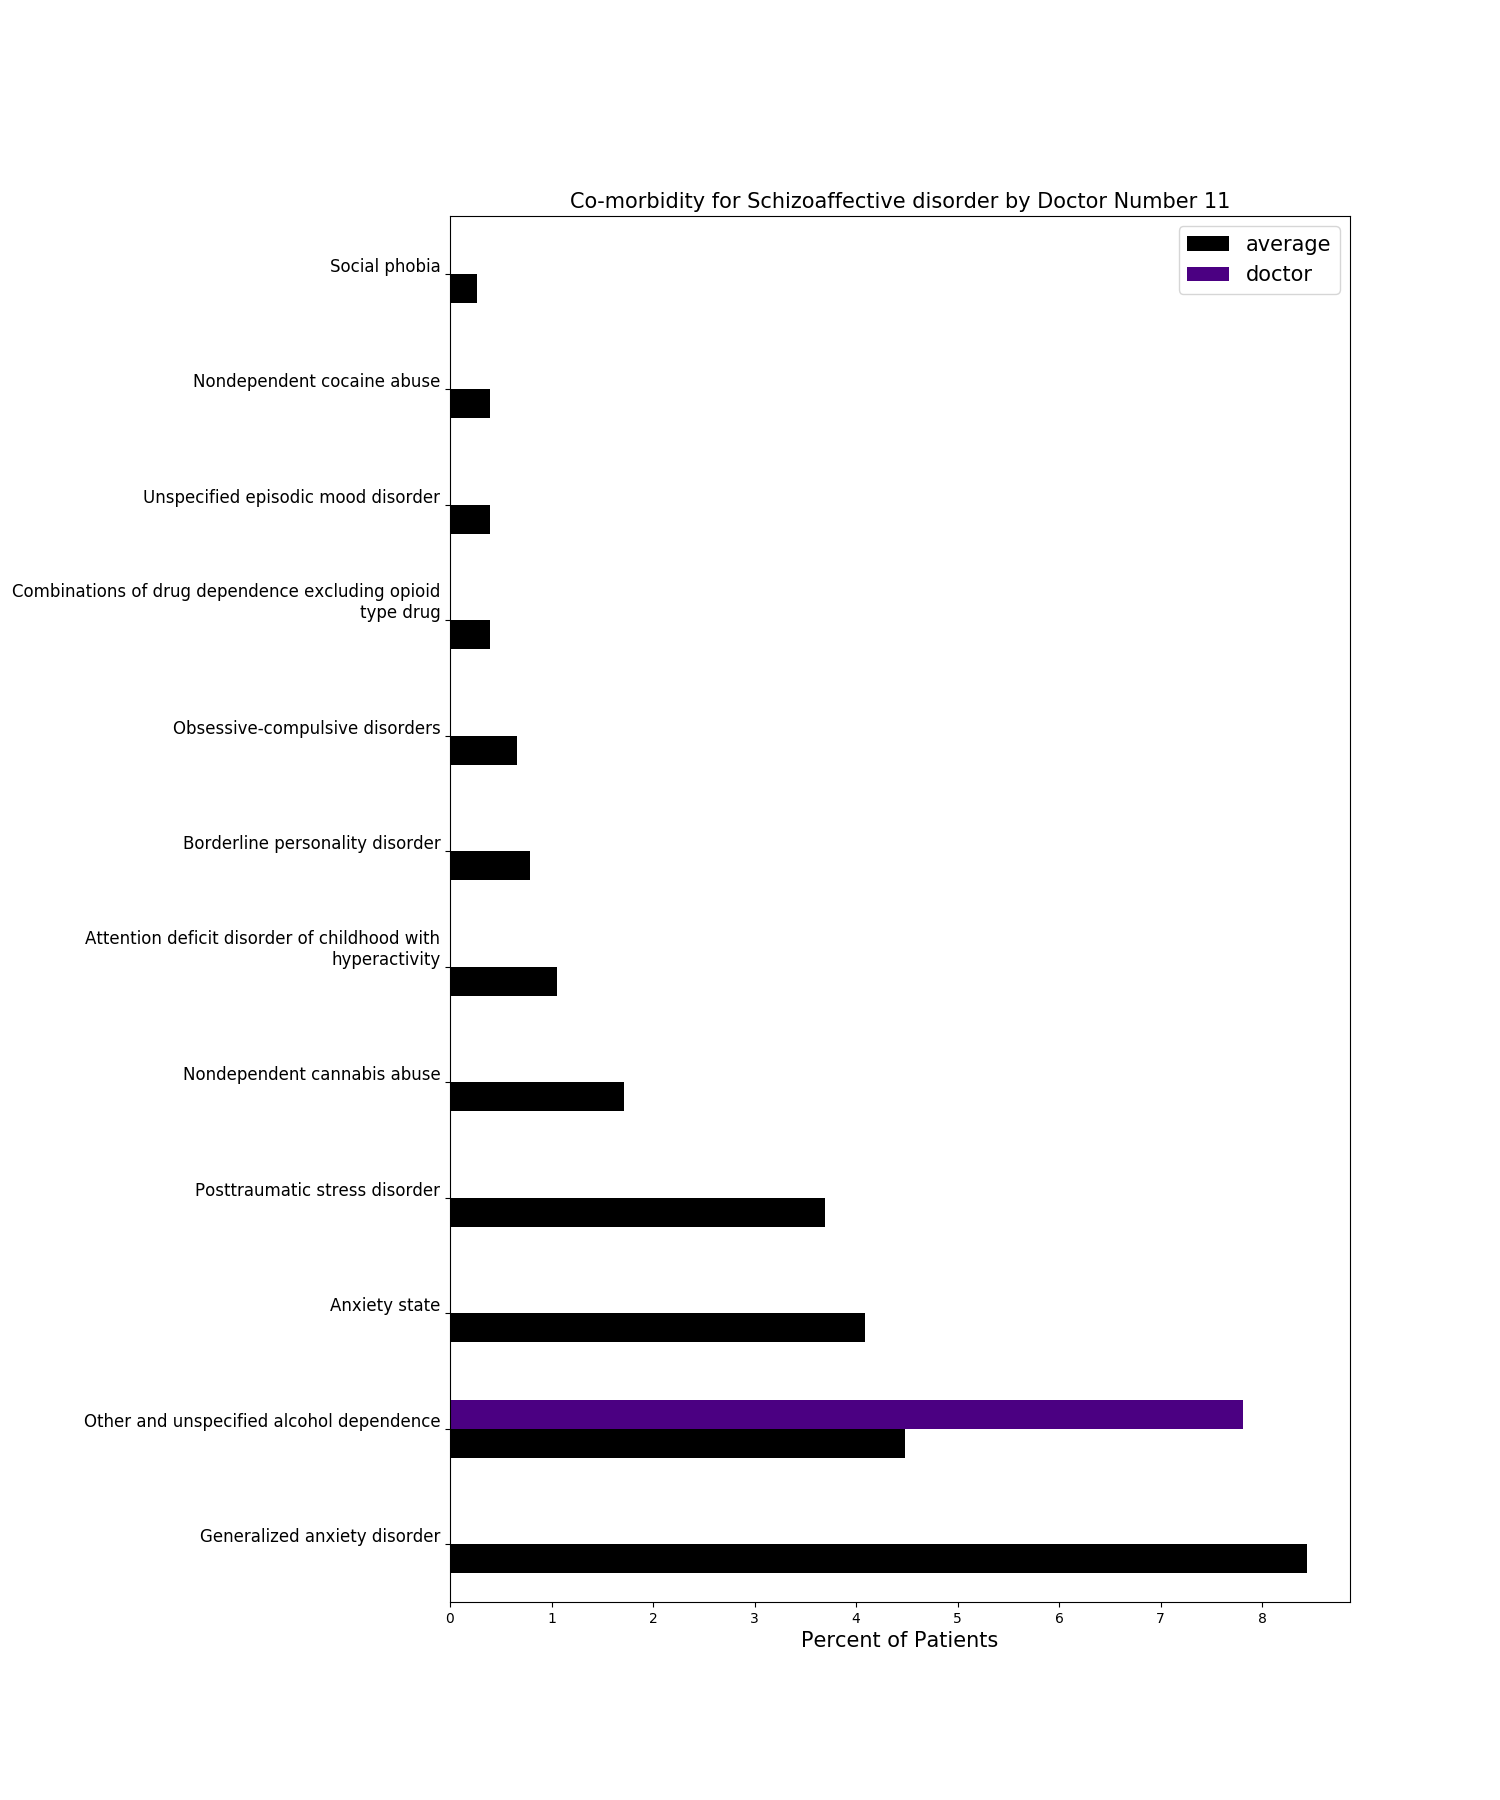 Co-morbidity for Schizoaffective disorder by Doctor Number 11
average
doctor
Social phobia
Nondependent cocaine abuse
Unspecified episodic mood disorder
Combinations of drug dependence excluding opioid
type drug
Obsessive-compulsive disorders
Borderline personality disorder
Attention deficit disorder of childhood with
hyperactivity
Nondependent cannabis abuse
Posttraumatic stress disorder
Anxiety state
Other and unspecified alcohol dependence
Generalized anxiety disorder
0 1 2 3 4 5 6 7 8
Percent of Patients